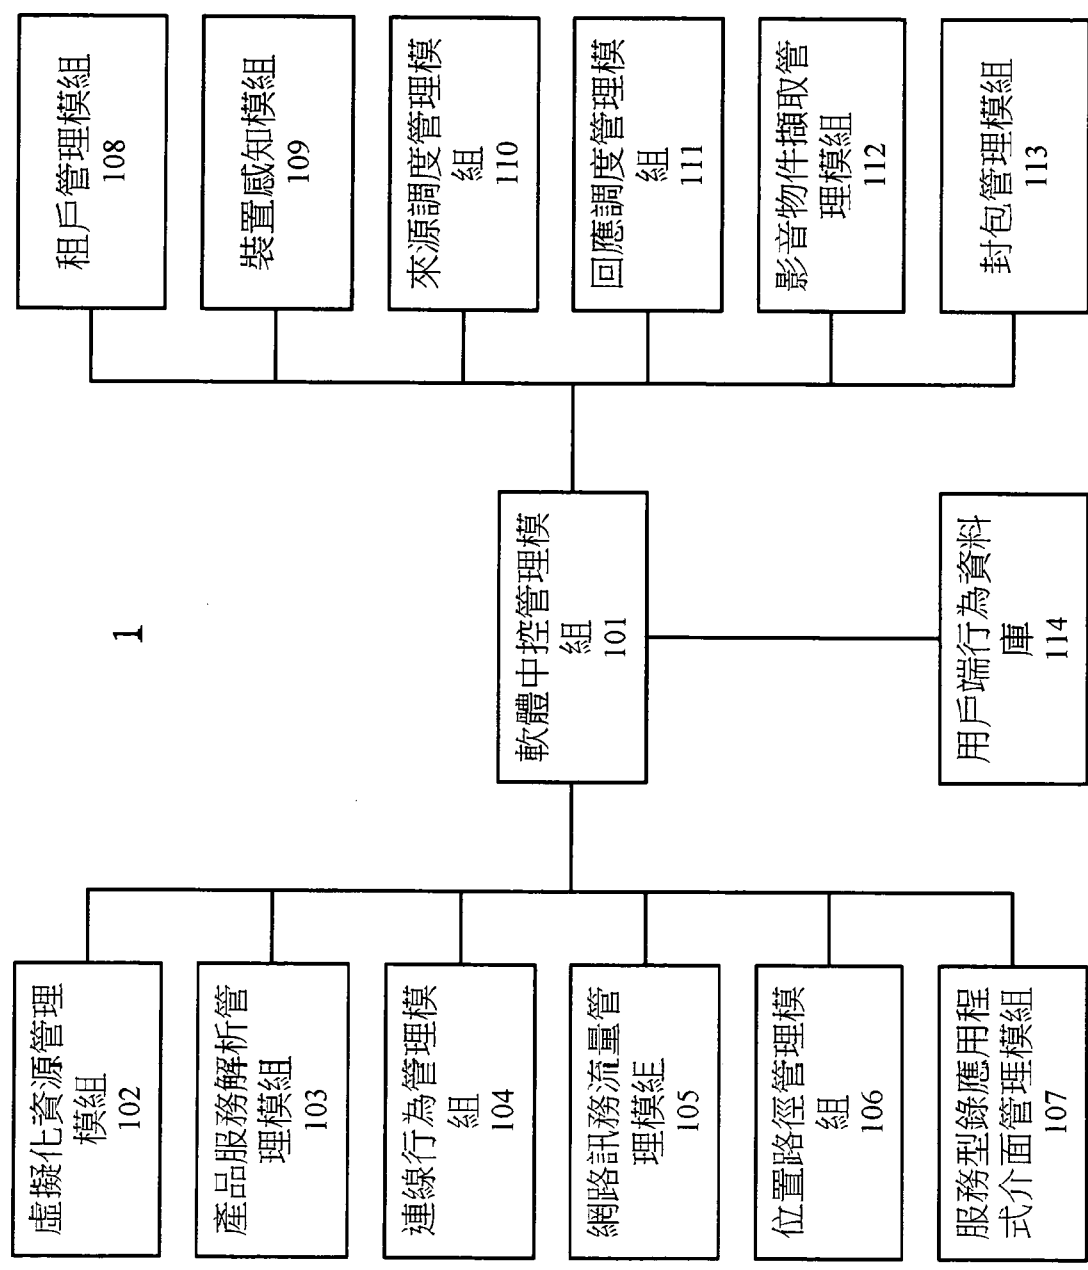 1
虛擬化資源管理
模組
102
產品服務解析管
理模組
103
連線行為管理模
組
104
網路訊務流量管
理模組
105
位置路徑管理模
組
106
服務型錄應用程
式介面管理模組
107
軟體中控管理模
組
101
用戶端行為資料
庫
114
租戶管理模組
108
裝置感知模組
109
來源調度管理模
組
110
回應調度管理模
組
111
影音物件擷取管
理模組
112
封包管理模組
113